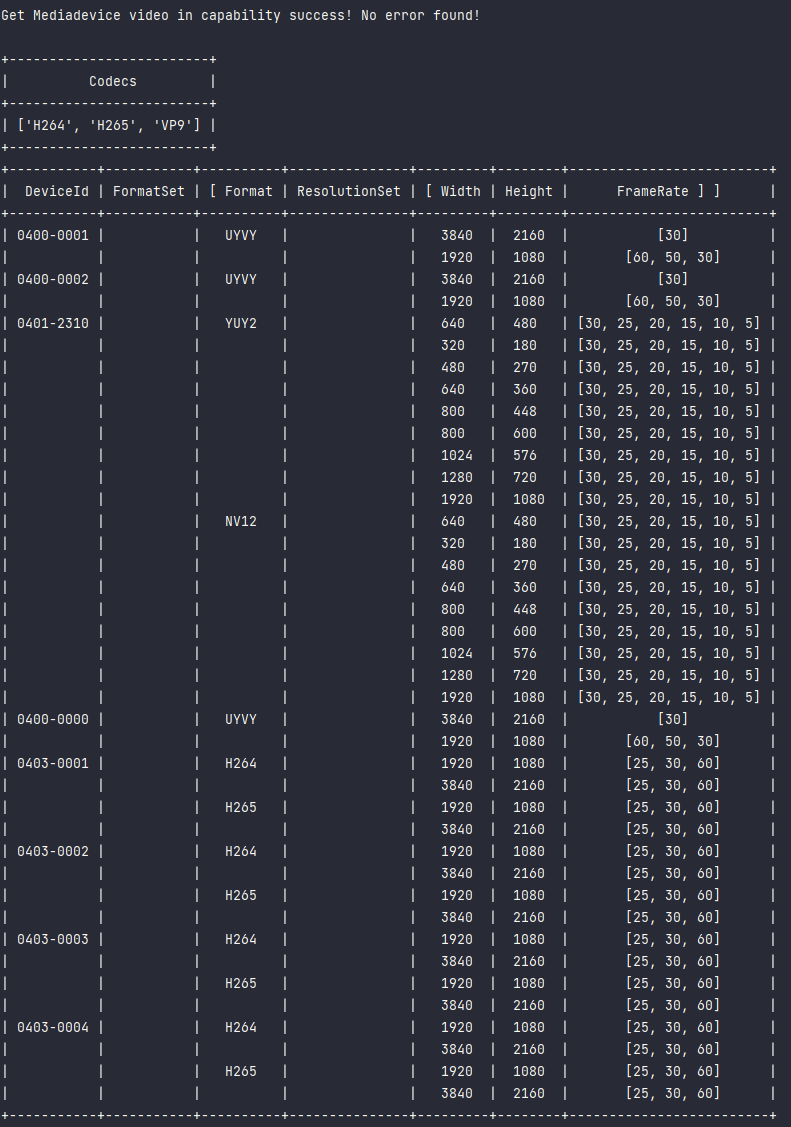 Get Mediadevice video in capability success! No error found!
+-------------------------+
|          Codecs         |
+-------------------------+
| ['H264', 'H265', 'VP9'] |
+-------------------------+
+-----------+-----------+----------+---------------+---------+--------+-------------------------+
|  DeviceId | FormatSet | [ Format | ResolutionSet | [ Width | Height |      FrameRate ] ]      |
+-----------+-----------+----------+---------------+---------+--------+-------------------------+
| 0400-0001 |           |   UYVY   |               |   3840  |  2160  |           [30]          |
|           |           |          |               |   1920  |  1080  |       [60, 50, 30]      |
| 0400-0002 |           |   UYVY   |               |   3840  |  2160  |           [30]          |
|           |           |          |               |   1920  |  1080  |       [60, 50, 30]      |
| 0401-2310 |           |   YUY2   |               |   640   |  480   | [30, 25, 20, 15, 10, 5] |
|           |           |          |               |   320   |  180   | [30, 25, 20, 15, 10, 5] |
|           |           |          |               |   480   |  270   | [30, 25, 20, 15, 10, 5] |
|           |           |          |               |   640   |  360   | [30, 25, 20, 15, 10, 5] |
|           |           |          |               |   800   |  448   | [30, 25, 20, 15, 10, 5] |
|           |           |          |               |   800   |  600   | [30, 25, 20, 15, 10, 5] |
|           |           |          |               |   1024  |  576   | [30, 25, 20, 15, 10, 5] |
|           |           |          |               |   1280  |  720   | [30, 25, 20, 15, 10, 5] |
|           |           |          |               |   1920  |  1080  | [30, 25, 20, 15, 10, 5] |
|           |           |   NV12   |               |   640   |  480   | [30, 25, 20, 15, 10, 5] |
|           |           |          |               |   320   |  180   | [30, 25, 20, 15, 10, 5] |
|           |           |          |               |   480   |  270   | [30, 25, 20, 15, 10, 5] |
|           |           |          |               |   640   |  360   | [30, 25, 20, 15, 10, 5] |
|           |           |          |               |   800   |  448   | [30, 25, 20, 15, 10, 5] |
|           |           |          |               |   800   |  600   | [30, 25, 20, 15, 10, 5] |
|           |           |          |               |   1024  |  576   | [30, 25, 20, 15, 10, 5] |
|           |           |          |               |   1280  |  720   | [30, 25, 20, 15, 10, 5] |
|           |           |          |               |   1920  |  1080  | [30, 25, 20, 15, 10, 5] |
| 0400-0000 |           |   UYVY   |               |   3840  |  2160  |           [30]          |
|           |           |          |               |   1920  |  1080  |       [60, 50, 30]      |
| 0403-0001 |           |   H264   |               |   1920  |  1080  |       [25, 30, 60]      |
|           |           |          |               |   3840  |  2160  |       [25, 30, 60]      |
|           |           |   H265   |               |   1920  |  1080  |       [25, 30, 60]      |
|           |           |          |               |   3840  |  2160  |       [25, 30, 60]      |
| 0403-0002 |           |   H264   |               |   1920  |  1080  |       [25, 30, 60]      |
|           |           |          |               |   3840  |  2160  |       [25, 30, 60]      |
|           |           |   H265   |               |   1920  |  1080  |       [25, 30, 60]      |
|           |           |          |               |   3840  |  2160  |       [25, 30, 60]      |
| 0403-0003 |           |   H264   |               |   1920  |  1080  |       [25, 30, 60]      |
|           |           |          |               |   3840  |  2160  |       [25, 30, 60]      |
|           |           |   H265   |               |   1920  |  1080  |       [25, 30, 60]      |
|           |           |          |               |   3840  |  2160  |       [25, 30, 60]      |
| 0403-0004 |           |   H264   |               |   1920  |  1080  |       [25, 30, 60]      |
|           |           |          |               |   3840  |  2160  |       [25, 30, 60]      |
|           |           |   H265   |               |   1920  |  1080  |       [25, 30, 60]      |
|           |           |          |               |   3840  |  2160  |       [25, 30, 60]      |
+-----------+-----------+----------+---------------+---------+--------+-------------------------+